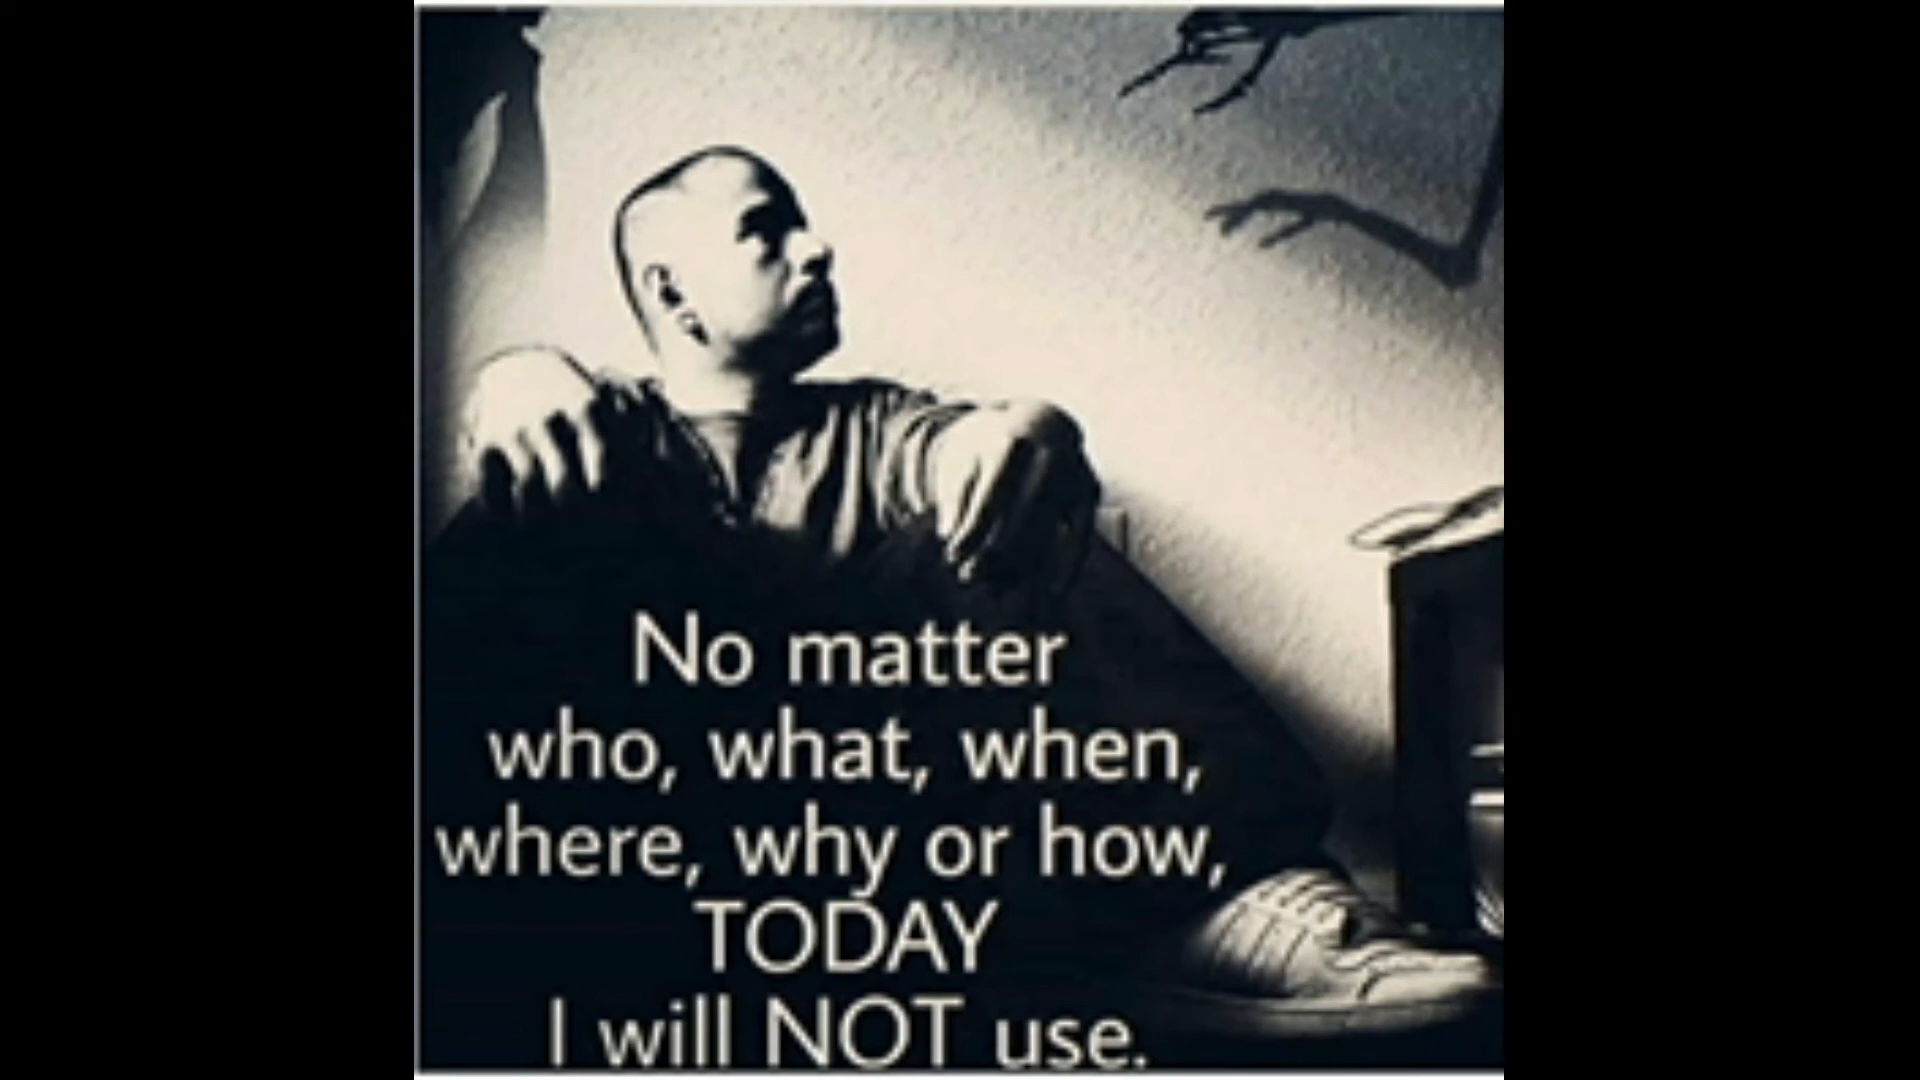 No matter
who, what, when,
where, why or how,
TODAY
I will NOT use.